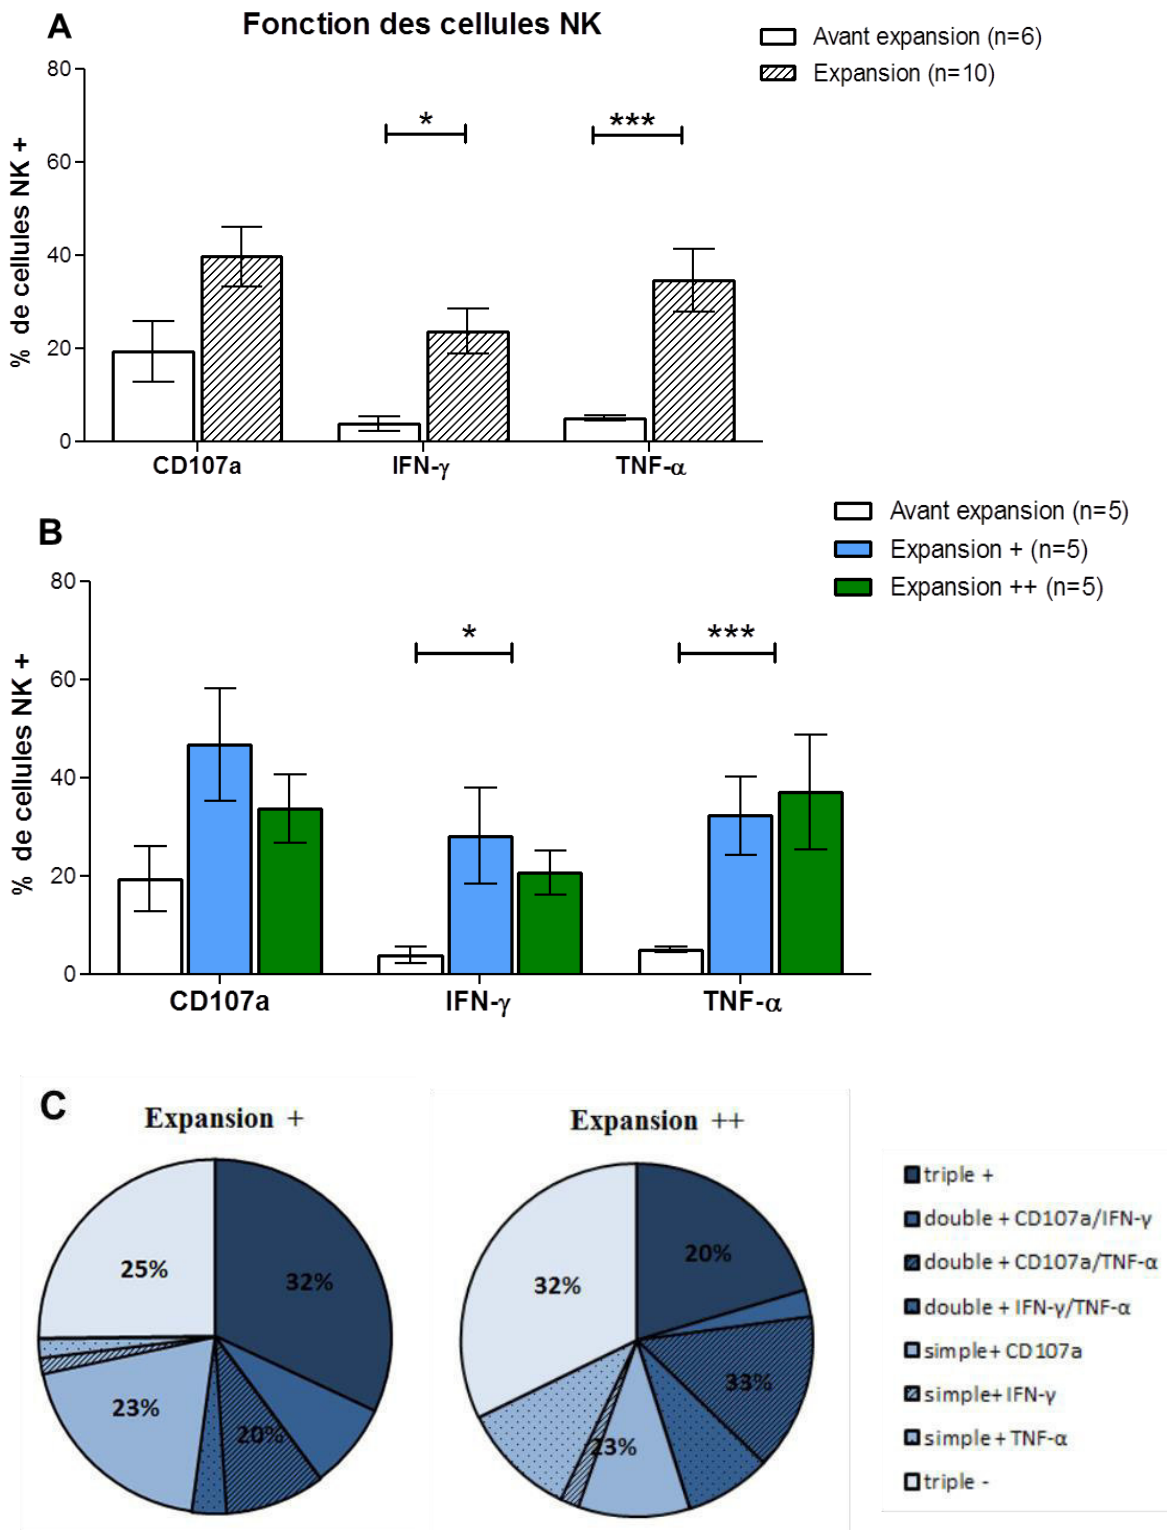 A
Fonction des cellules NK
Avant expansion (n=6)
Expansion (n=10)
% de cellules NK +
80
60
40
20
0
*
***
CD107a
IFN-γ
TNF-α
B
Avant expansion (n=5)
Expansion + (n=5)
Expansion ++ (n=5)
% de cellules NK +
80
60
40
20
0
*
***
CD107a
IFN-γ
TNF-α
C
Expansion +
25%
32%
23%
20%
Expansion ++
32%
20%
33%
23%
triple +
double + CD107a/IFN-γ
double + CD107a/TNF-α
double + IFN-γ/TNF-α
simple+ CD107a
simple+ IFN-γ
simple+ TNF-α
triple -